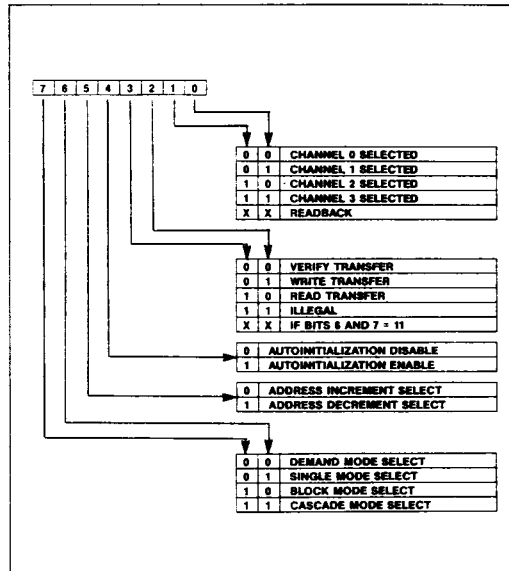 7 6 5 4 3 2 1 0
0 0 CHANNEL 0 SELECTED
0 1 CHANNEL 1 SELECTED
1 0 CHANNEL 2 SELECTED
1 1 CHANNEL 3 SELECTED
X X READBACK
0 0 VERIFY TRANSFER
0 1 WRITE TRANSFER
1 0 READ TRANSFER
1 1 ILLEGAL
X X IF BITS 6 AND 7 = 11
0 AUTOINITIALIZATION DISABLE
1 AUTOINITIALIZATION ENABLE
0 ADDRESS INCREMENT SELECT
1 ADDRESS DECREMENT SELECT
0 0 DEMAND MODE SELECT
0 1 SINGLE MODE SELECT
1 0 BLOCK MODE SELECT
1 1 CASCADE MODE SELECT